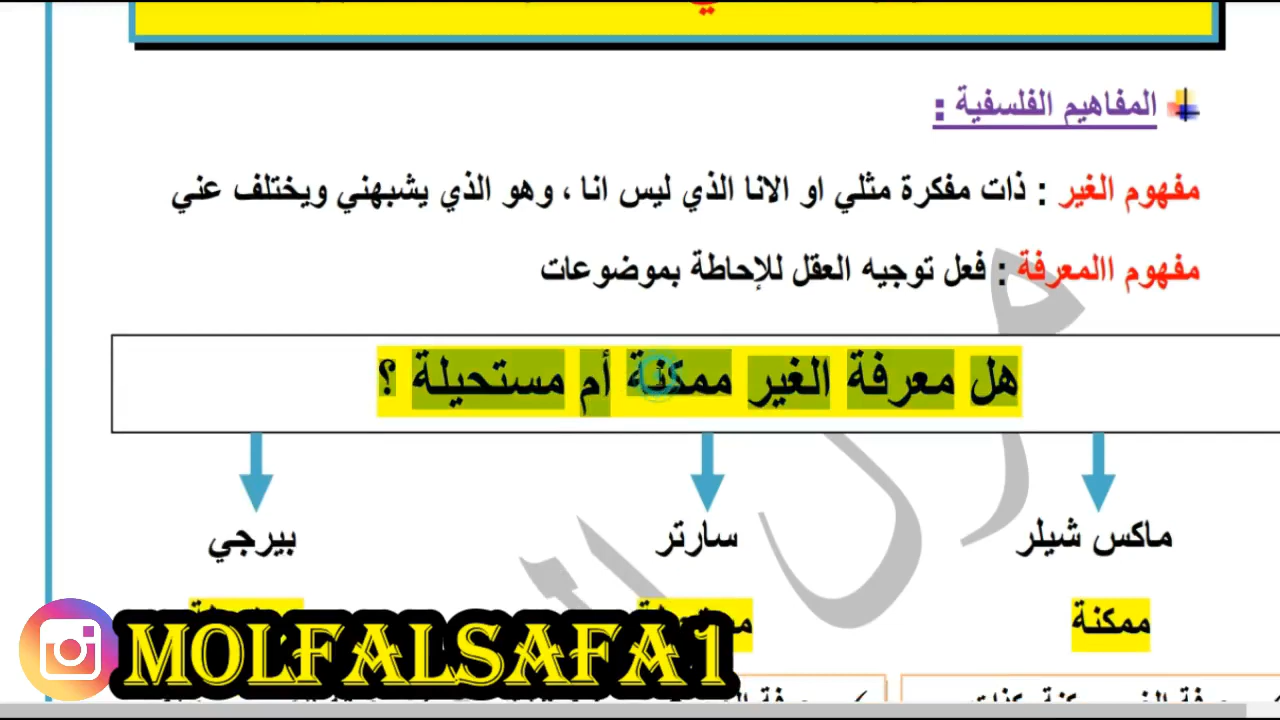 المفاهيم الفلسفية :
مفهوم الغير : ذات مفكرة مثلي او الانا الذي ليس انا ، وهو الذي يشبهني ويختلف عني
مفهوم االمعرفة : فعل توجيه العقل للإحاطة بموضوعات
هل معرفة الغير ممكنة أم مستحيلة ؟
ماكس شيلر سارتر بيرجي
ممكنة
MOLFALSAFA1